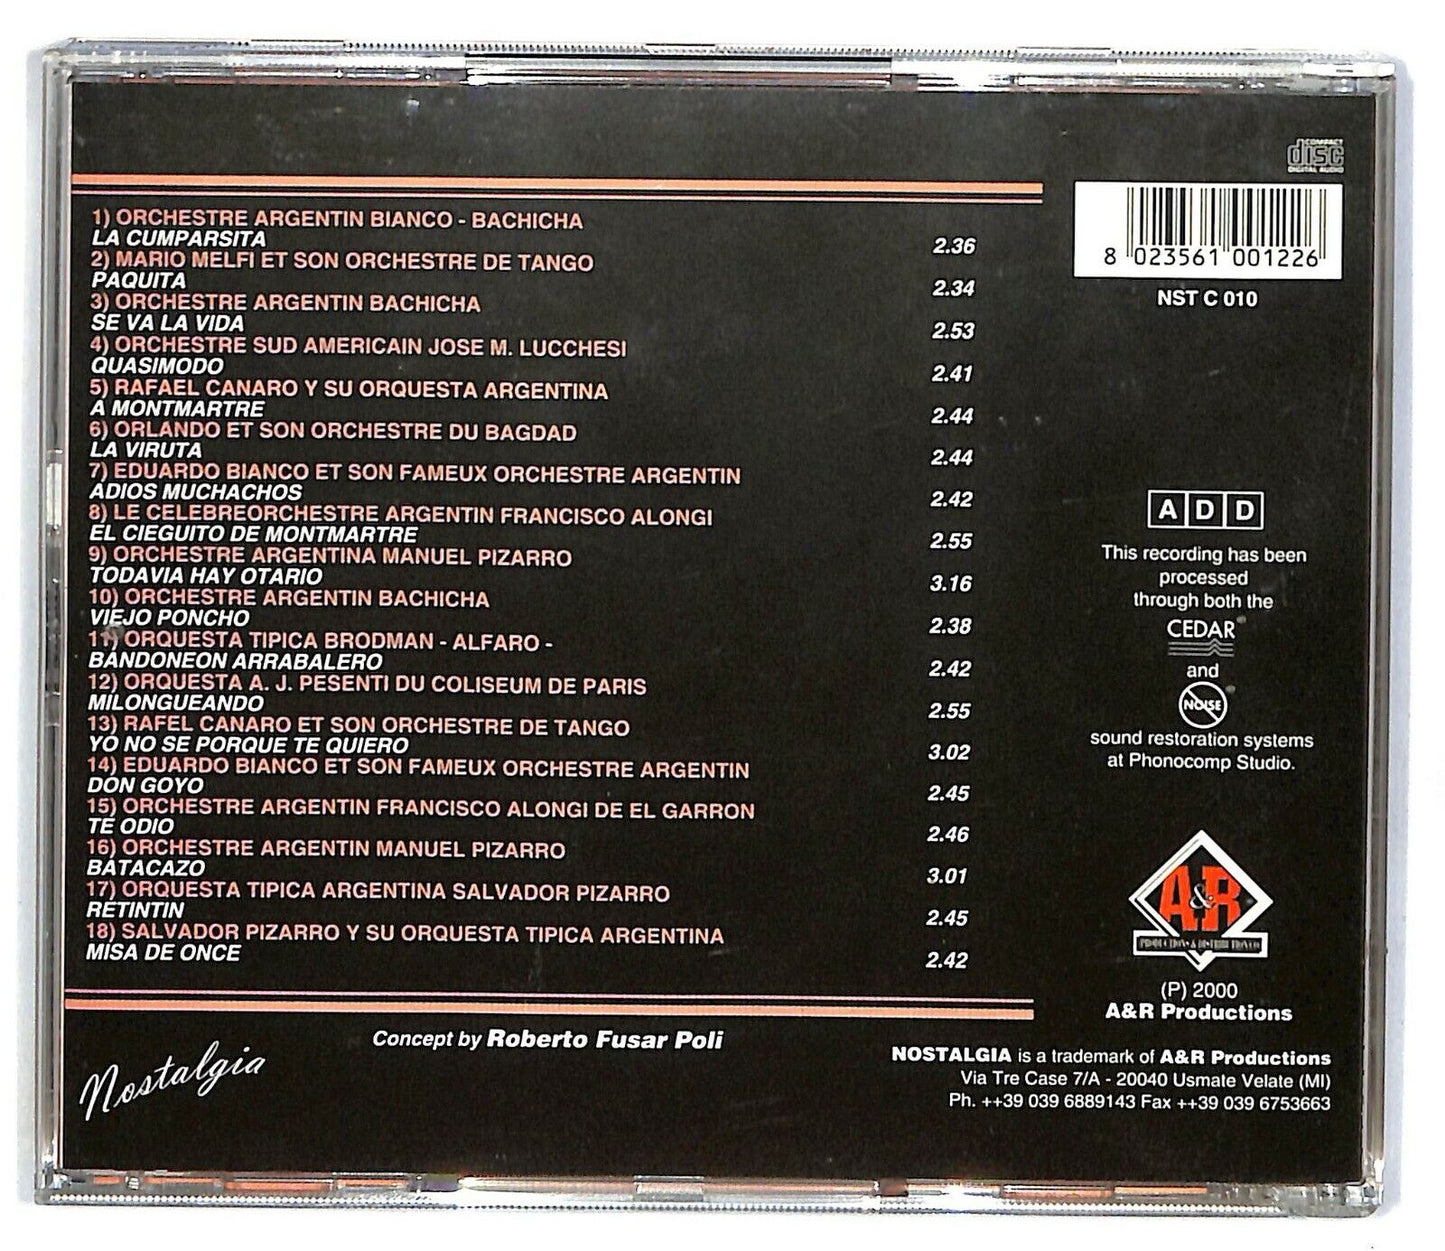 COMPACT
disc
DIGITAL AUDIO
1) ORCHESTRE ARGENTIN BIANCO - BACHICHA
LA CUMPARSITA 2.36
2) MARIO MELFI ET SON ORCHESTRE DE TANGO
PAQUITA 2.34
3) ORCHESTRE ARGENTIN BACHICHA
SE VA LA VIDA 2.53
4) ORCHESTRE SUD AMERICAIN JOSE M. LUCCHESI
QUASIMODO 2.41
5) RAFAEL CANARO Y SU ORQUESTA ARGENTINA
A MONTMARTRE 2.44
6) ORLANDO ET SON ORCHESTRE DU BAGDAD
LA VIRUTA 2.44
7) EDUARDO BIANCO ET SON FAMEUX ORCHESTRE ARGENTIN
ADIOS MUCHACHOS 2.42
8) LE CELEBREORCHESTRE ARGENTIN FRANCISCO ALONGI
EL CIEGUITO DE MONTMARTRE 2.55
9) ORCHESTRE ARGENTINA MANUEL PIZARRO
TODAVIA HAY OTARIO 3.16
10) ORCHESTRE ARGENTIN BACHICHA
VIEJO PONCHO 2.38
11) ORQUESTA TIPICA BRODMAN - ALFARO -
BANDONEON ARRABALERO 2.42
12) ORQUESTA A. J. PESENTI DU COLISEUM DE PARIS
MILONGUEANDO 2.55
13) RAFEL CANARO ET SON ORCHESTRE DE TANGO
YO NO SE PORQUE TE QUIERO 3.02
14) EDUARDO BIANCO ET SON FAMEUX ORCHESTRE ARGENTIN
DON GOYO 2.45
15) ORCHESTRE ARGENTIN FRANCISCO ALONGI DE EL GARRON
TE ODIO 2.46
16) ORCHESTRE ARGENTIN MANUEL PIZARRO
BATACAZO 3.01
17) ORQUESTA TIPICA ARGENTINA SALVADOR PIZARRO
RETINTIN 2.45
18) SALVADOR PIZARRO Y SU ORQUESTA TIPICA ARGENTINA
MISA DE ONCE 2.42
8 023561 001226
NST C 010
A D D
This recording has been
processed
through both the
CEDAR
and
NOISE
sound restoration systems
at Phonocomp Studio.
A&R
PRODUCTIONS & DISTRIBUTION CO
(P) 2000
A&R Productions
Concept by Roberto Fusar Poli
Nostalgia
NOSTALGIA is a trademark of A&R Productions
Via Tre Case 7/A - 20040 Usmate Velate (MI)
Ph. ++39 039 6889143 Fax ++39 039 6753663